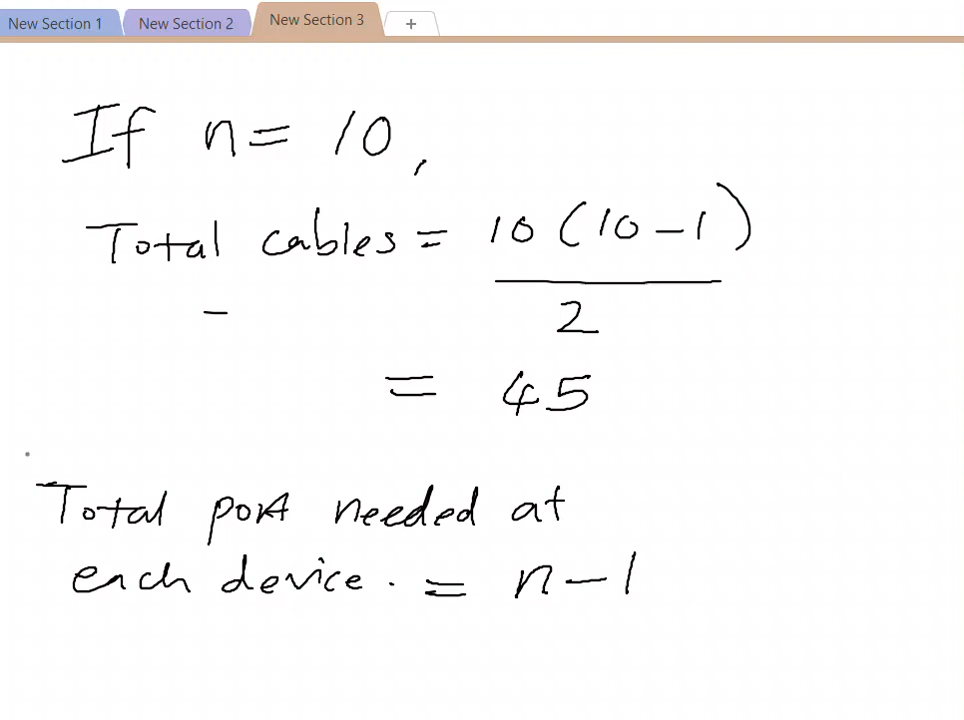 New Section 1 New Section 2 New Section 3 +
If n = 10,
Total cables = 10 (10 - 1)
2
-
= 45
Total port needed at
each device. = n - 1